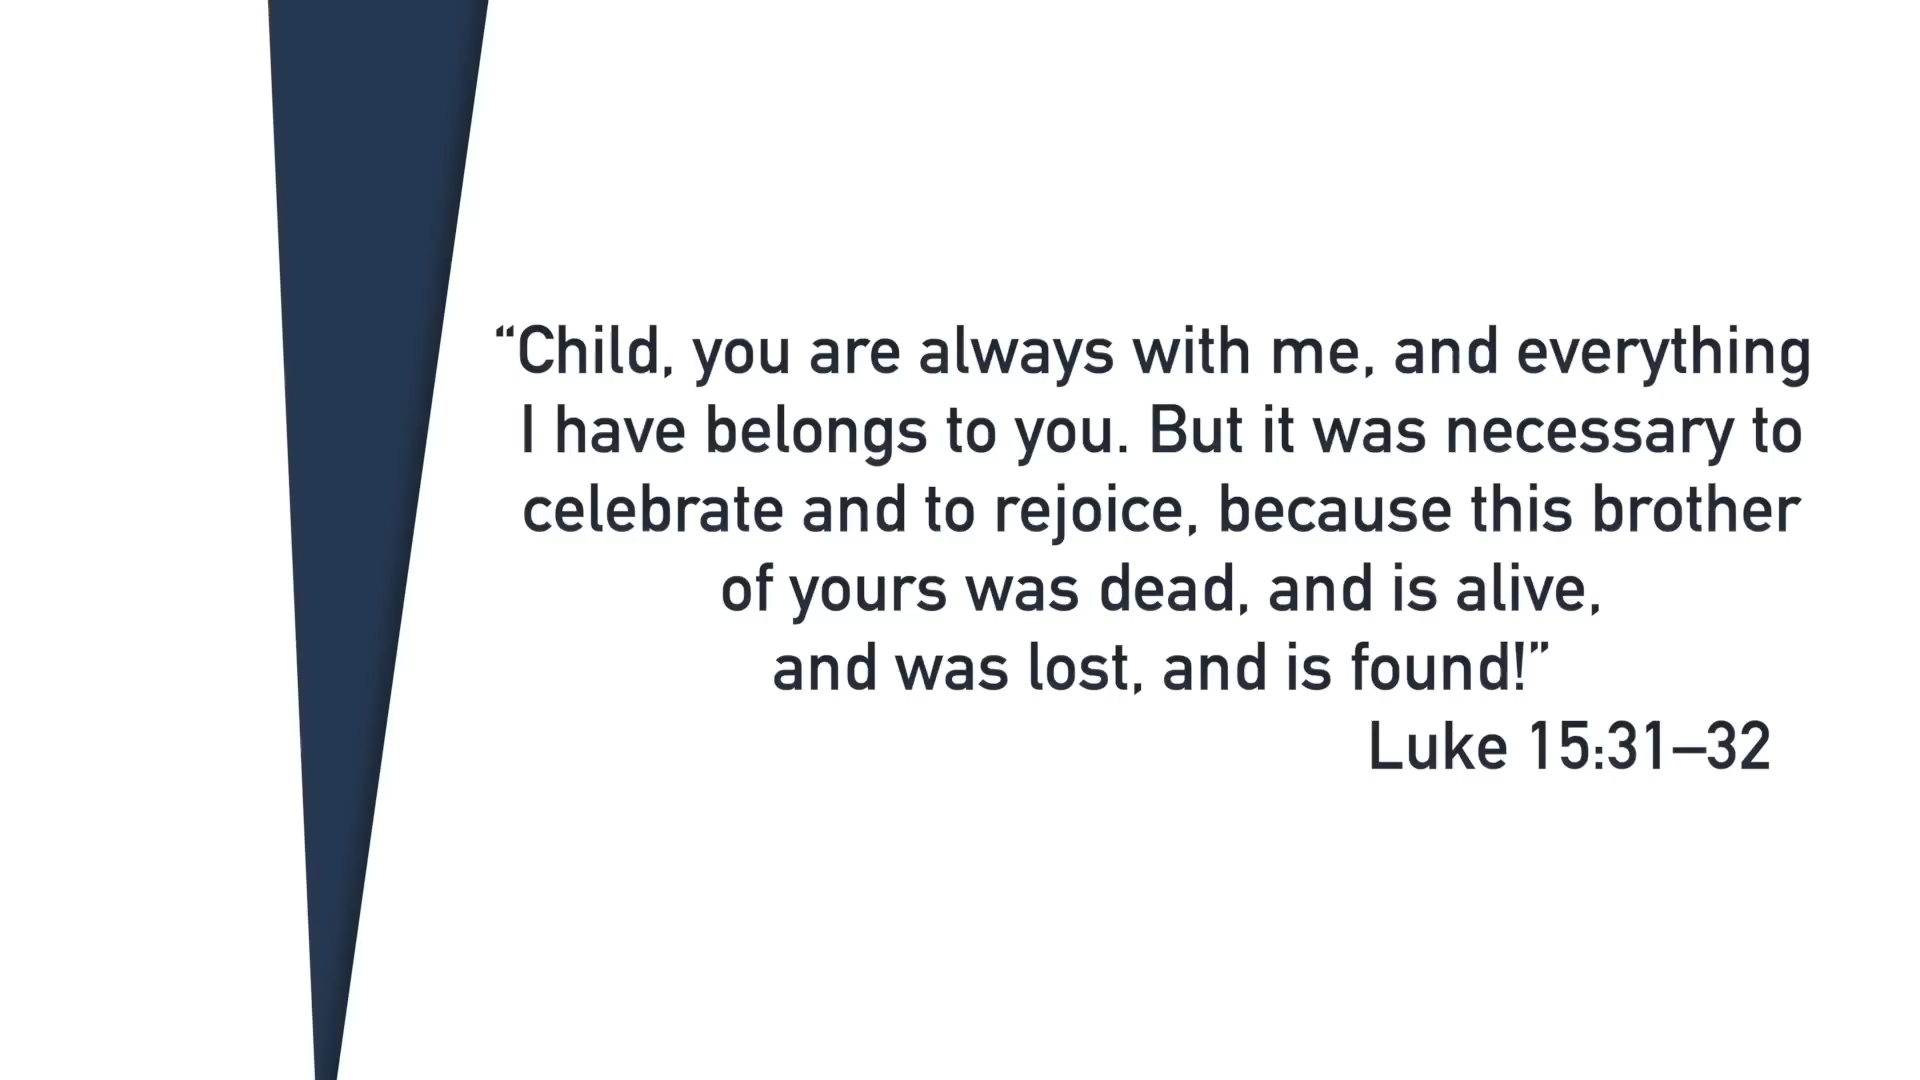 “Child, you are always with me, and everything
I have belongs to you. But it was necessary to
celebrate and to rejoice, because this brother
of yours was dead, and is alive,
and was lost, and is found!”
Luke 15:31–32